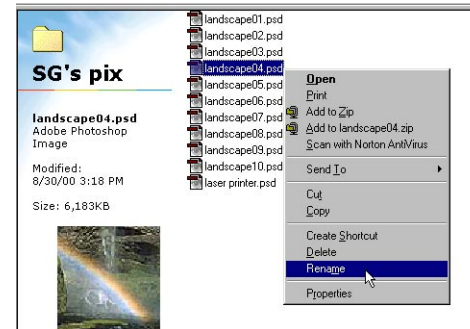 SG's pix
landscape04.psd
Adobe Photoshop
Image
Modified:
8/30/00 3:18 PM
Size: 6,183KB
landscape01.psd
landscape02.psd
landscape03.psd
landscape04.psd
landscape05.psd
landscape06.psd
landscape07.psd
landscape08.psd
landscape09.psd
landscape10.psd
laser printer.psd
Open
Print
Add to Zip
Add to landscape04.zip
Scan with Norton AntiVirus
Send To
Cut
Copy
Create Shortcut
Delete
Rename
Properties